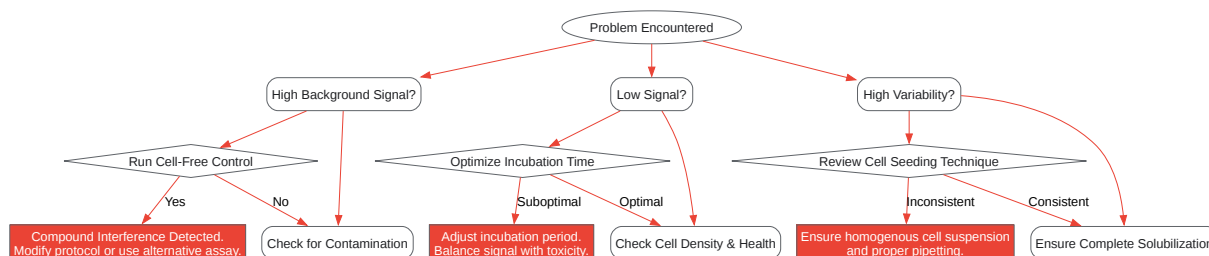 Problem Encountered
High Background Signal?
Low Signal?
High Variability?
Run Cell-Free Control
Optimize Incubation Time
Review Cell Seeding Technique
Yes
No
Suboptimal
Optimal
Inconsistent
Consistent
Compound Interference Detected.
Modify protocol or use alternative assay.
Check for Contamination
Adjust incubation period.
Balance signal with toxicity.
Check Cell Density & Health
Ensure homogenous cell suspension
and proper pipetting.
Ensure Complete Solubilization